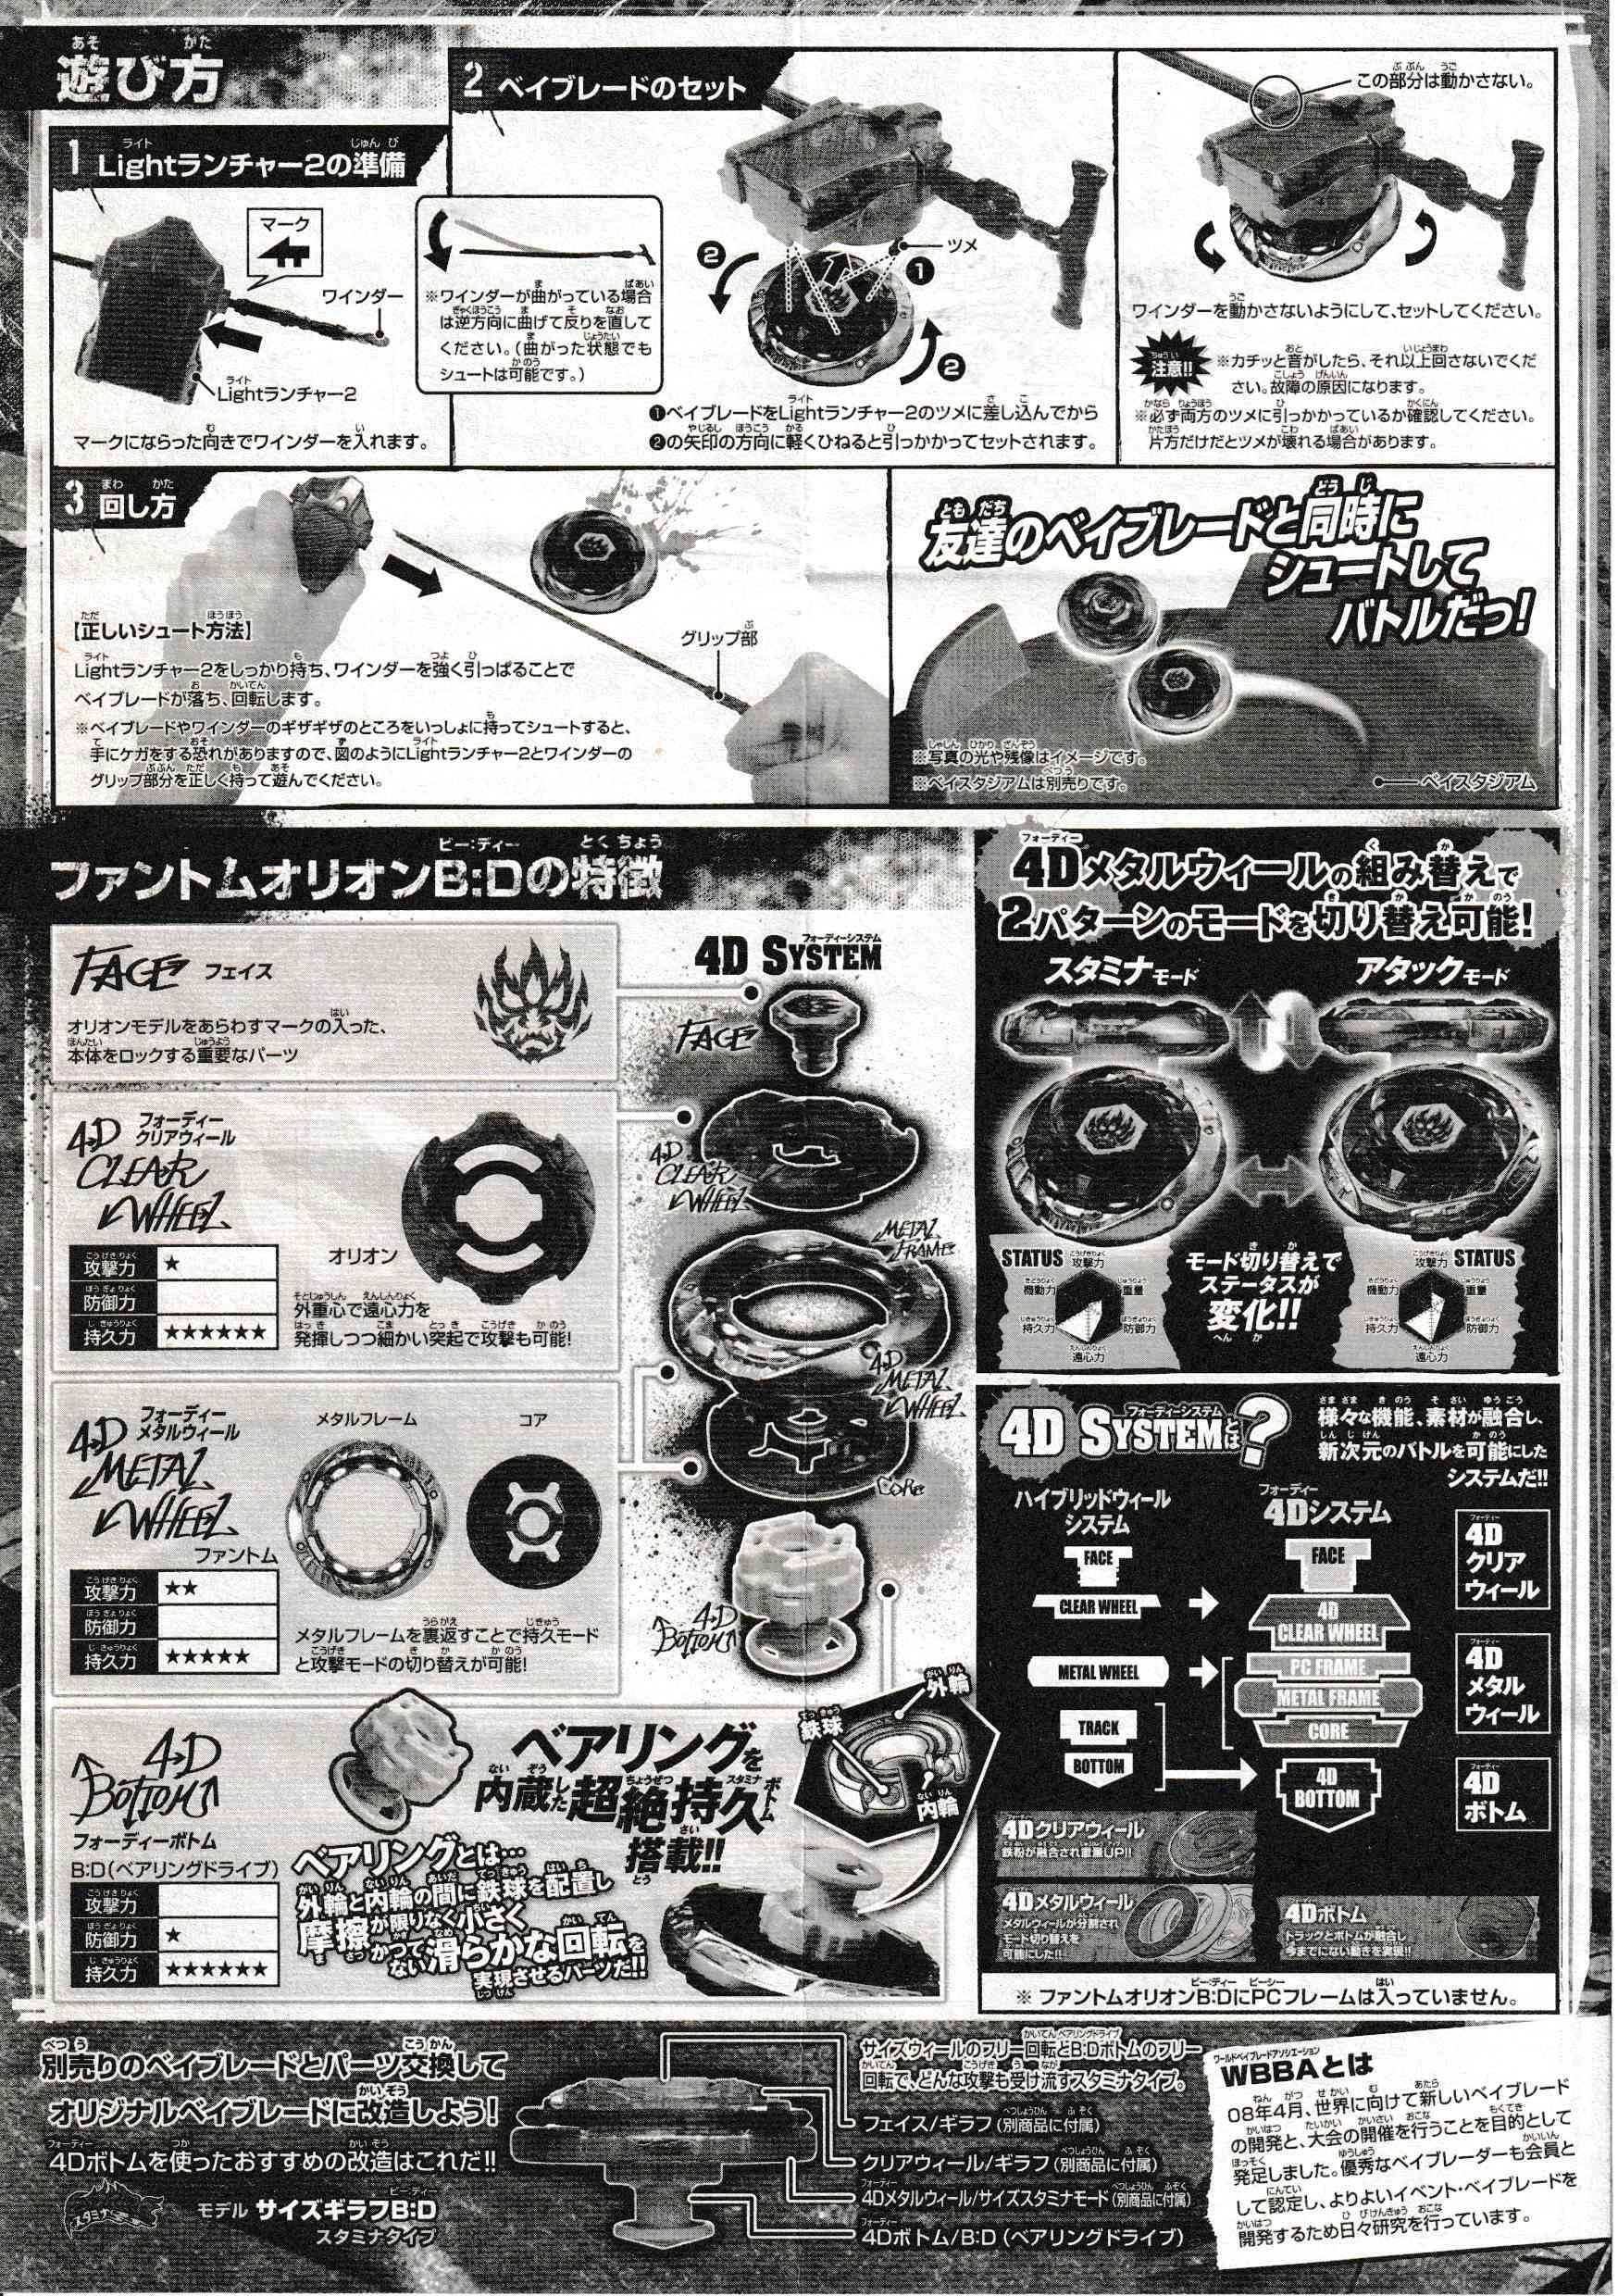 遊び方
1 Lightランチャー2の準備
マーク
ワインダー
Lightランチャー2
マークにならった向きでワインダーを入れます。
※ワインダーが曲がっている場合
は逆方向に曲げて反りを直して
ください。(曲がった状態でも
シュートは可能です。)
2 ベイブレードのセット
ツメ
❶
❷
❷
❶ベイブレードをLightランチャー2のツメに差し込んでから
❷の矢印の方向に軽くひねると引っかかってセットされます。
この部分は動かさない。
ワインダーを動かさないようにして、セットしてください。
注意!!
※カチッと音がしたら、それ以上回さないでくだ
さい。故障の原因になります。
※必ず両方のツメに引っかかっているか確認してください。
片方だけだとツメが壊れる場合があります。
3 回し方
【正しいシュート方法】
Lightランチャー2をしっかり持ち、ワインダーを強く引っぱることで
ベイブレードが落ち、回転します。
※ベイブレードやワインダーのギザギザのところをいっしょに持ってシュートすると、
手にケガをする恐れがありますので、図のようにLightランチャー2とワインダーの
グリップ部分を正しく持って遊んでください。
グリップ部
友達のベイブレードと同時に
シュートして
バトルだっ!
※写真の光や残像はイメージです。
※ベイスタジアムは別売りです。
ベイスタジアム
ファントムオリオンB:Dの特徴
FACE フェイス
オリオンモデルをあらわすマークの入った、
本体をロックする重要なパーツ
4D CLEAR WHEEL
フォーディー
クリアウィール
オリオン
攻撃力 ★
防御力
持久力 ★★★★★★
外重心で遠心力を
発揮しつつ細かい突起で攻撃も可能!
4D METAL WHEEL
フォーディー
メタルウィール
メタルフレーム
コア
ファントム
攻撃力 ★★
防御力
持久力 ★★★★★
メタルフレームを裏返すことで持久モード
と攻撃モードの切り替えが可能!
4D BOTTOM
フォーディーボトム
B:D(ベアリングドライブ)
攻撃力
防御力 ★
持久力 ★★★★★★
ベアリングを
内蔵した超絶持久ボトム
搭載!!
ベアリングとは…
外輪と内輪の間に鉄球を配置し
摩擦が限りなく小さく
かつてない滑らかな回転を
実現させるパーツだ!!
外輪
鉄球
内輪
4D SYSTEM
FACE
4D CLEAR WHEEL
METAL FRAME
4D METAL WHEEL
CORE
4D BOTTOM
4Dメタルウィールの組み替えで
2パターンのモードを切り替え可能!
スタミナモード
アタックモード
STATUS
攻撃力
重量
防御力
遠心力
持久力
機動力
モード切り替えで
ステータスが
変化!!
STATUS
攻撃力
重量
防御力
遠心力
持久力
機動力
4D SYSTEMとは?
様々な機能、素材が融合し、
新次元のバトルを可能にした
システムだ!!
ハイブリッドウィール
システム
FACE
CLEAR WHEEL
METAL WHEEL
TRACK
BOTTOM
4Dシステム
FACE
4D
CLEAR WHEEL
PC FRAME
METAL FRAME
CORE
4D
BOTTOM
4D
クリア
ウィール
4D
メタル
ウィール
4D
ボトム
4Dクリアウィール
鉄粉が融合され重量UP!!
4Dメタルウィール
メタルウィールが分割され
モード切り替えを
可能にした!!
4Dボトム
トラックとボトムが融合し
今までにない動きを実現!!
※ ファントムオリオンB:DにPCフレームは入っていません。
別売りのベイブレードとパーツ交換して
オリジナルベイブレードに改造しよう!
4Dボトムを使ったおすすめの改造はこれだ!!
スタミナ
モデル サイズギラフB:D
スタミナタイプ
サイズウィールのフリー回転とB:Dボトムのフリー
回転で、どんな攻撃も受け流すスタミナタイプ。
フェイス/ギラフ(別商品に付属)
クリアウィール/ギラフ(別商品に付属)
4Dメタルウィール/サイズスタミナモード(別商品に付属)
4Dボトム/B:D(ベアリングドライブ)
WBBAとは
08年4月、世界に向けて新しいベイブレード
の開発と、大会の開催を行うことを目的として
発足しました。優秀なベイブレーダーも会員と
して認定し、よりよいイベント・ベイブレードを
開発するため日々研究を行っています。